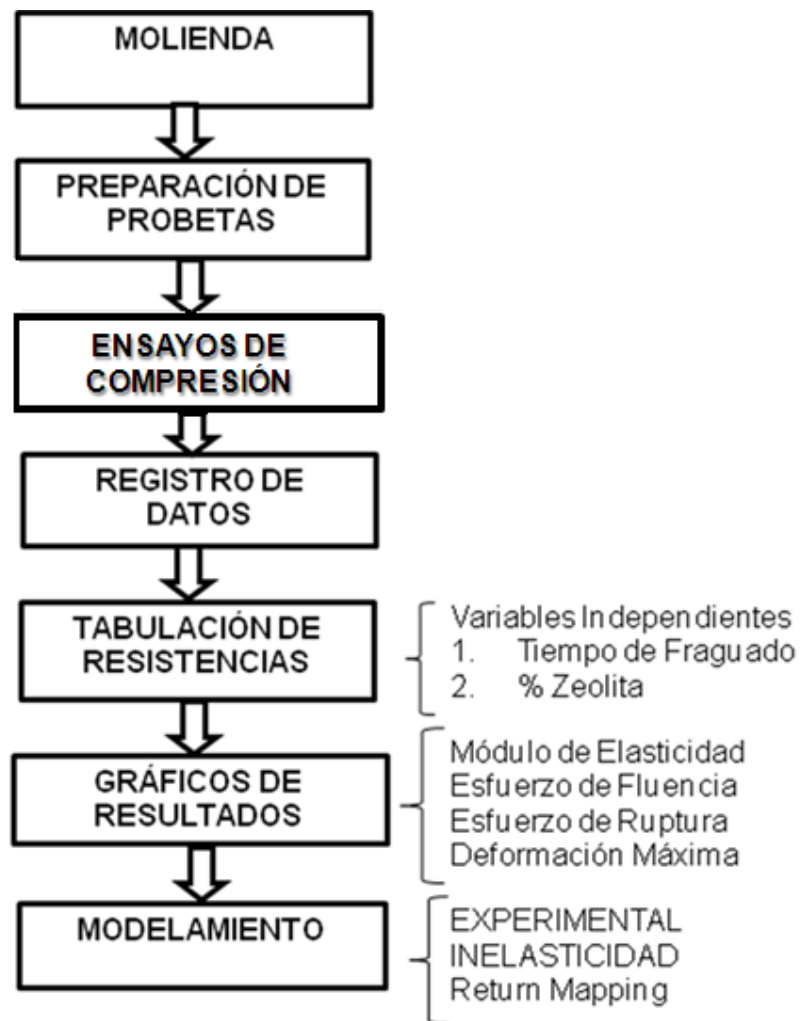 MOLIENDA
PREPARACIÓN DE
PROBETAS
ENSAYOS DE
COMPRESIÓN
REGISTRO DE
DATOS
TABULACIÓN DE
RESISTENCIAS
Variables Independientes
1. Tiempo de Fraguado
2. % Zeolita
GRÁFICOS DE
RESULTADOS
Módulo de Elasticidad
Esfuerzo de Fluencia
Esfuerzo de Ruptura
Deformación Máxima
MODELAMIENTO
EXPERIMENTAL
INELASTICIDAD
Return Mapping